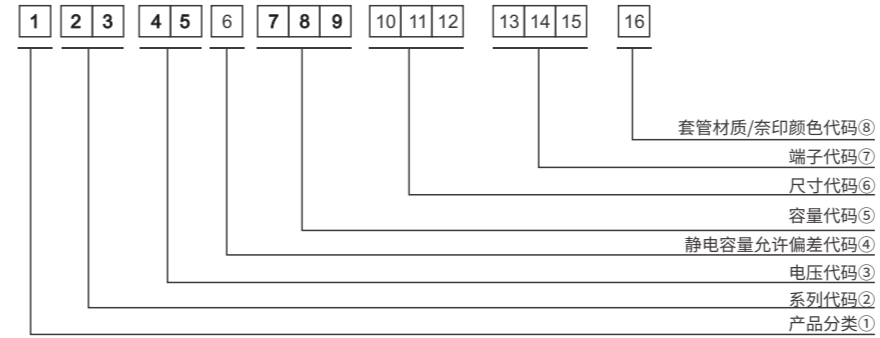 1 2 3 4 5 6 7 8 9 10 11 12 13 14 15 16
套管材质/奈印颜色代码⑧
端子代码⑦
尺寸代码⑥
容量代码⑤
静电容量允许偏差代码④
电压代码③
系列代码②
产品分类①